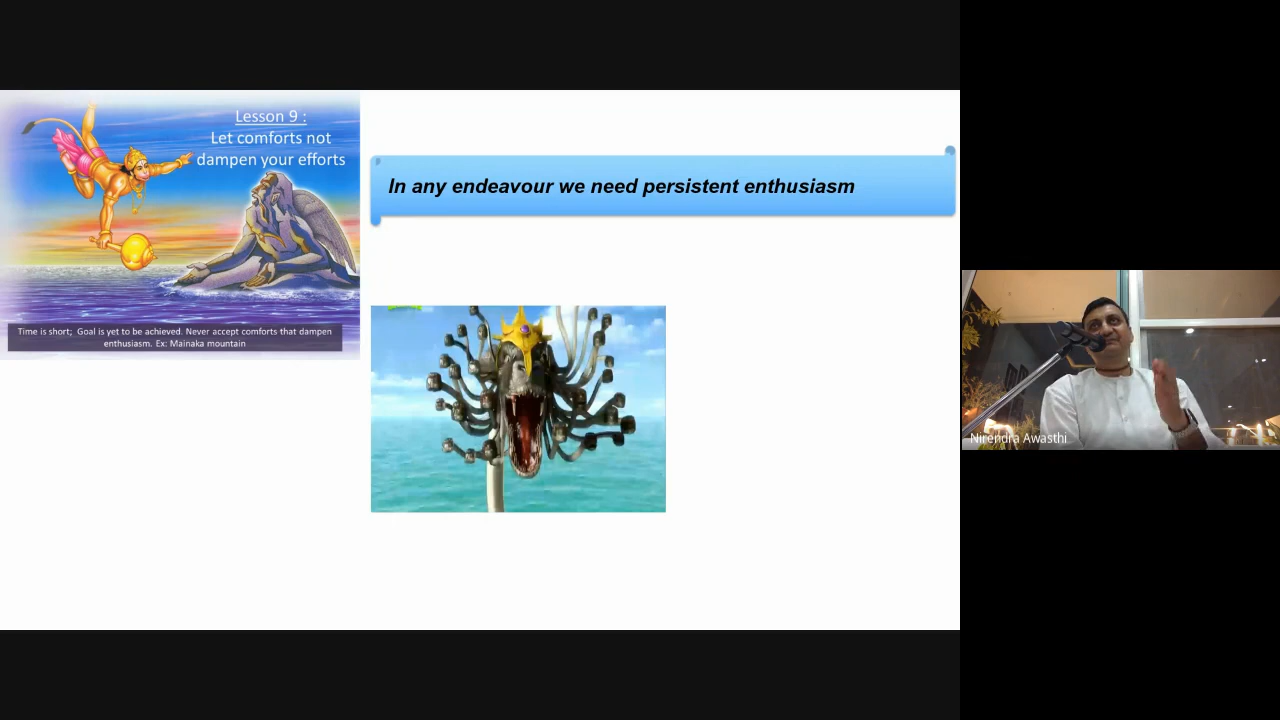 Lesson 9 :
Let comforts not
dampen your efforts
Time is short; Goal is yet to be achieved. Never accept comforts that dampen
enthusiasm. Ex: Mainaka mountain
In any endeavour we need persistent enthusiasm
Nirendra Awasthi